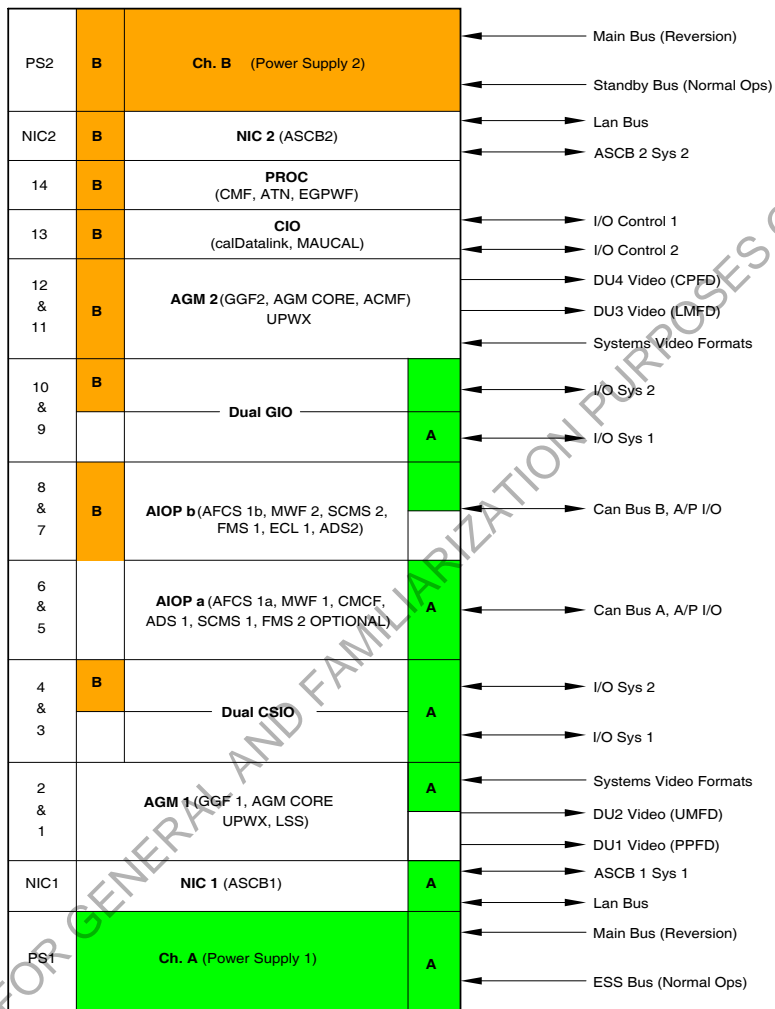 PS2 B Ch. B (Power Supply 2) Main Bus (Reversion)
Standby Bus (Normal Ops)
NIC2 B NIC 2 (ASCB2) Lan Bus
ASCB 2 Sys 2
14 B PROC
(CMF, ATN, EGPWF)
13 B CIO
(calDatalink, MAUCAL)
I/O Control 1
I/O Control 2
12
&
11
B
AGM 2 (GGF2, AGM CORE, ACMF)
UPWX
DU4 Video (CPFD)
DU3 Video (LMFD)
Systems Video Formats
10
&
9
B
Dual GIO
A
I/O Sys 2
I/O Sys 1
8
&
7
B
AIOP b (AFCS 1b, MWF 2, SCMS 2,
FMS 1, ECL 1, ADS2)
Can Bus B, A/P I/O
6
&
5
AIOP a (AFCS 1a, MWF 1, CMCF,
ADS 1, SCMS 1, FMS 2 OPTIONAL)
A
Can Bus A, A/P I/O
4
&
3
B
Dual CSIO
A
I/O Sys 2
I/O Sys 1
2
&
1
AGM 1 (GGF 1, AGM CORE
UPWX, LSS)
A
Systems Video Formats
DU2 Video (UMFD)
DU1 Video (PPFD)
NIC1 NIC 1 (ASCB1) A ASCB 1 Sys 1
Lan Bus
PS1 Ch. A (Power Supply 1) A Main Bus (Reversion)
ESS Bus (Normal Ops)
FOR GENERAL AND FAMILIARIZATION PURPOSES